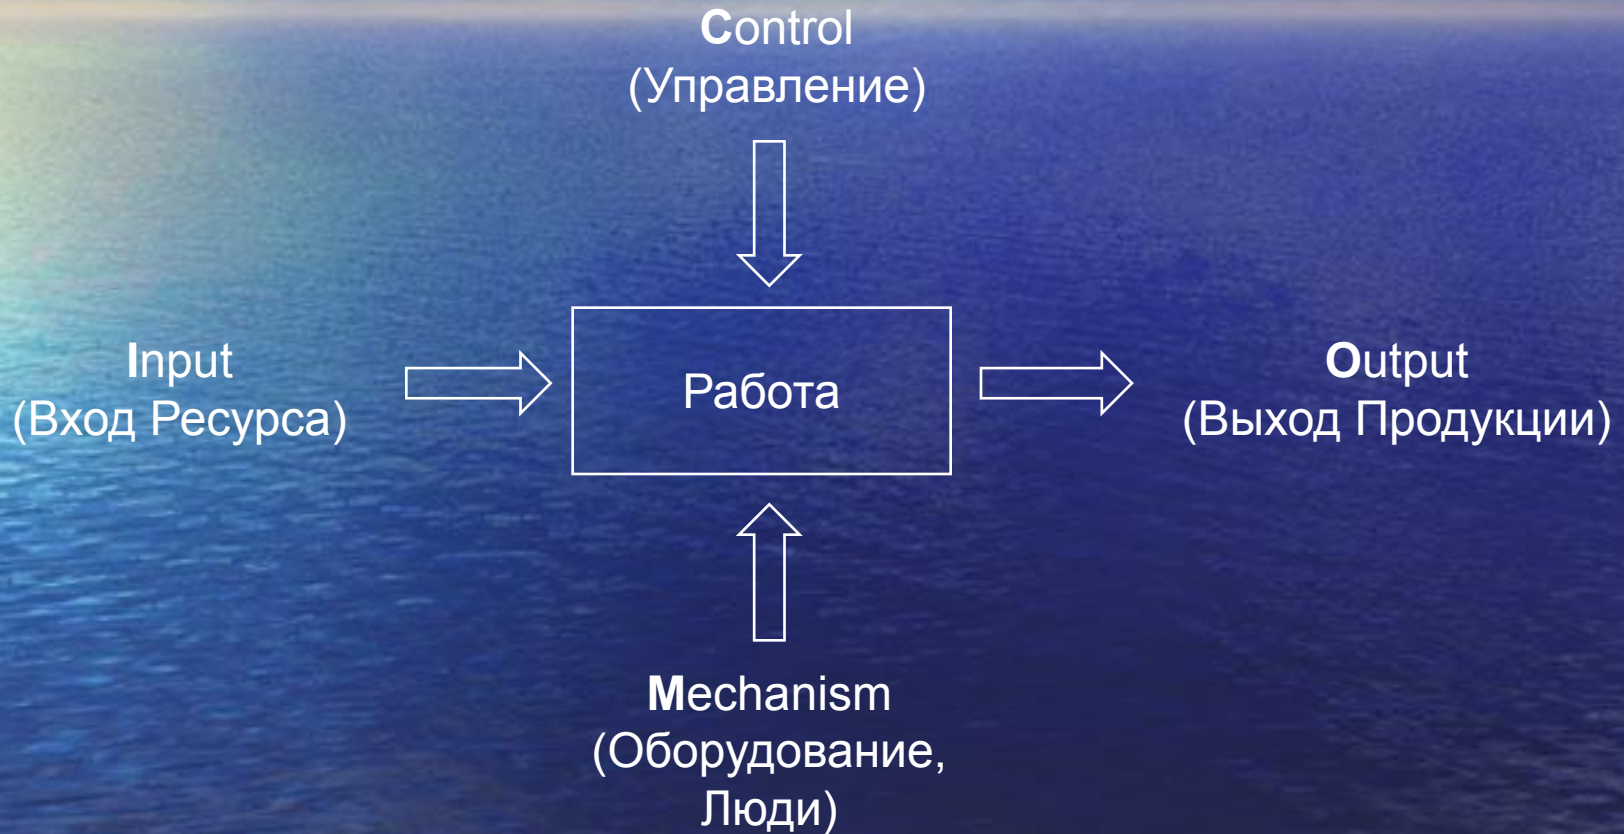 Control
(Управление)
Input
(Вход Ресурса)
Работа
Output
(Выход Продукции)
Mechanism
(Оборудование,
Люди)